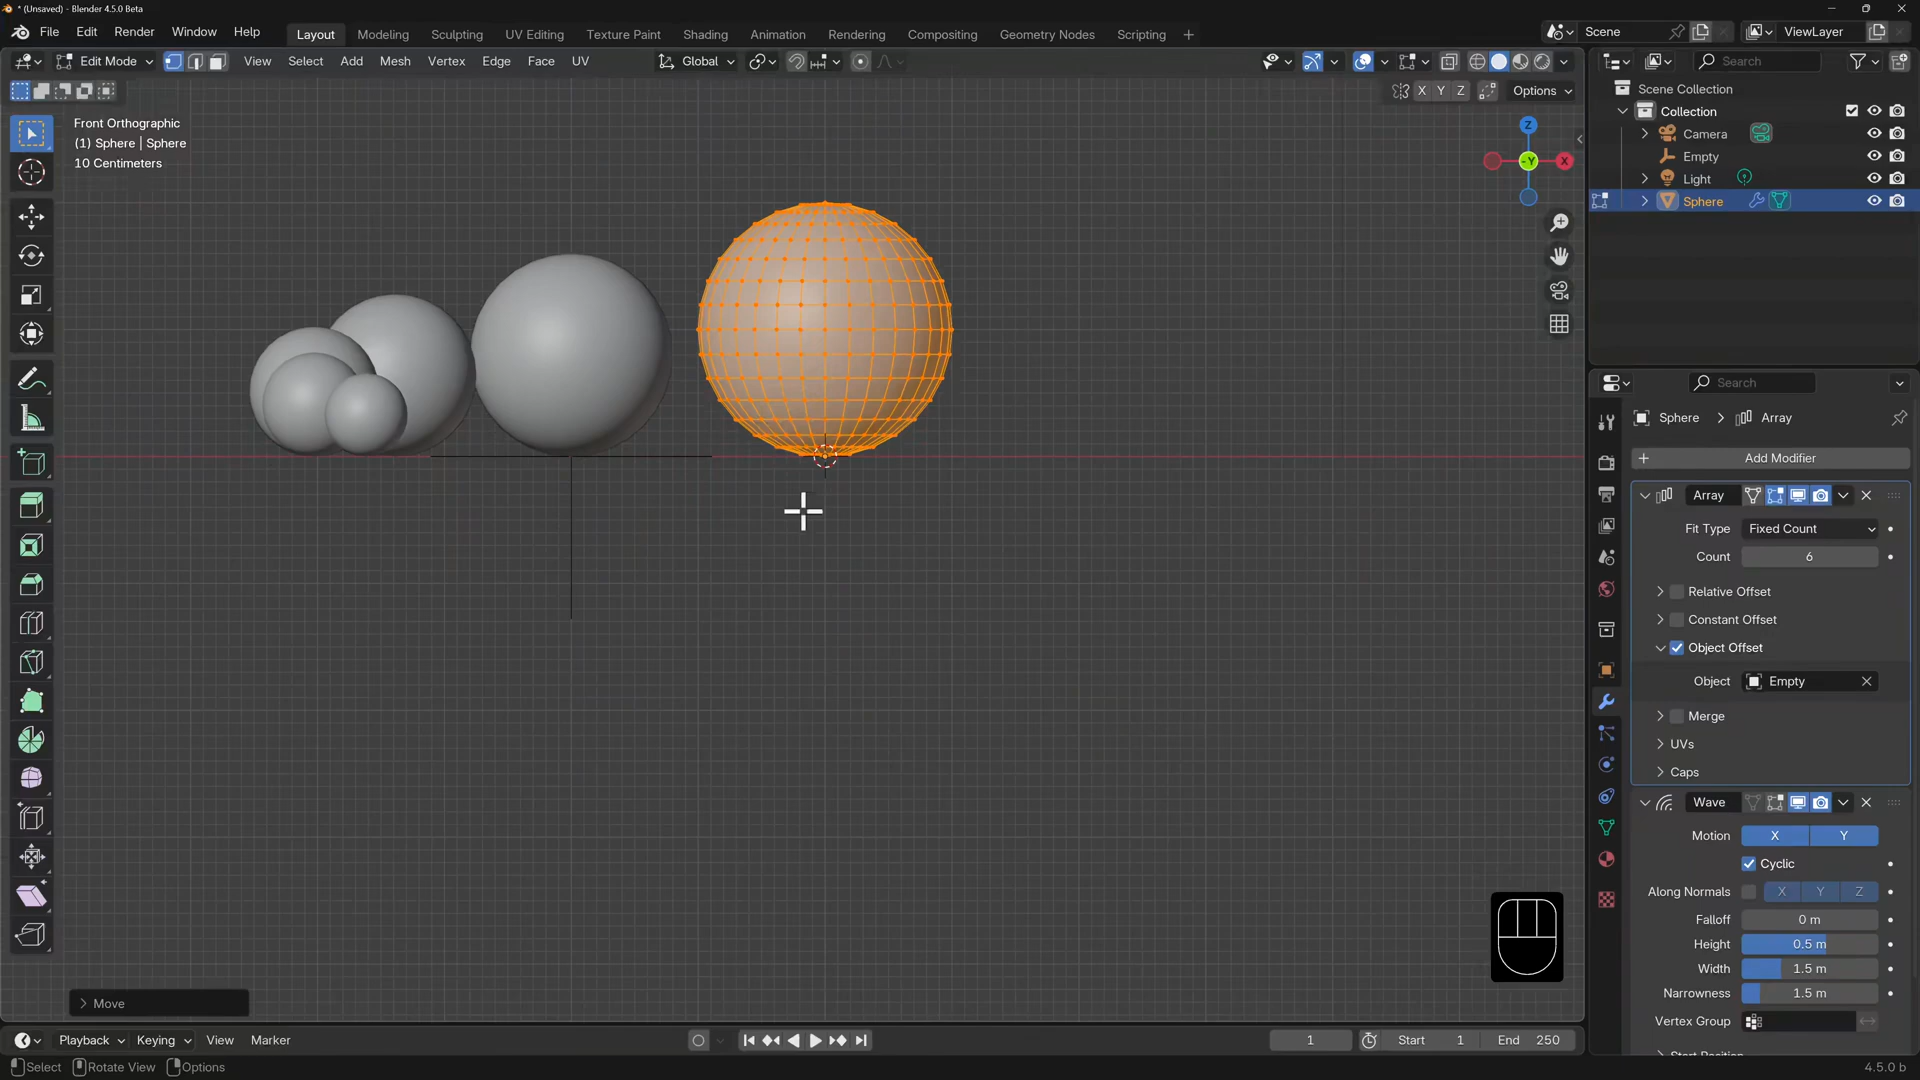 * (Unsaved) - Blender 4.5.0 Beta
File Edit Render Window Help
Layout Modeling Sculpting UV Editing Texture Paint Shading Animation Rendering Compositing Geometry Nodes Scripting
Scene
ViewLayer
Edit Mode View Select Add Mesh Vertex Edge Face UV
Global
Search
X Y Z
Options
Front Orthographic
(1) Sphere | Sphere
10 Centimeters
Z
-Y
X
Scene Collection
Collection
Camera
Empty
Light
Sphere
Search
Sphere Array
Add Modifier
Array
Fit Type Fixed Count
Count 6
Relative Offset
Constant Offset
Object Offset
Object Empty
Merge
UVs
Caps
Wave
Motion X Y
Cyclic
Along Normals X Y Z
Falloff 0 m
Height 0.5 m
Width 1.5 m
Narrowness 1.5 m
Vertex Group
Start Position
Move
Playback Keying View Marker
1
Start 1
End 250
Select Rotate View Options
4.5.0 b